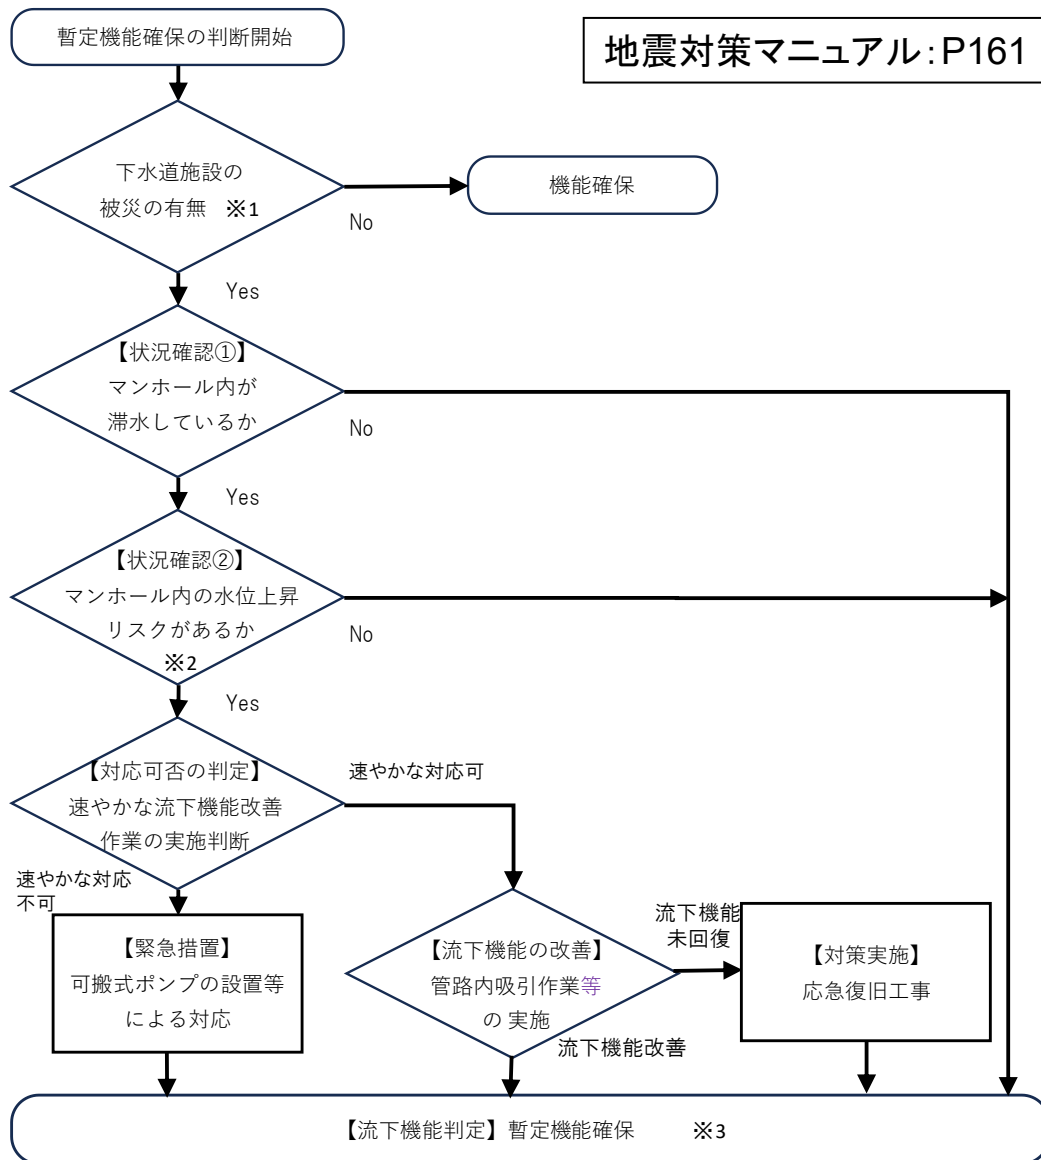 暫定機能確保の判断開始
地震対策マニュアル：P161
下水道施設の
被災の有無 ※1
機能確保
No
Yes
【状況確認①】
マンホール内が
滞水しているか
No
Yes
【状況確認②】
マンホール内の水位上昇
リスクがあるか
※2
No
Yes
【対応可否の判定】
速やかな流下機能改善
作業の実施判断
速やかな対応可
速やかな対応
不可
【緊急措置】
可搬式ポンプの設置等
による対応
【流下機能の改善】
管路内吸引作業等
の 実施
流下機能
未回復
【対策実施】
応急復旧工事
流下機能改善
【流下機能判定】暫定機能確保 ※3